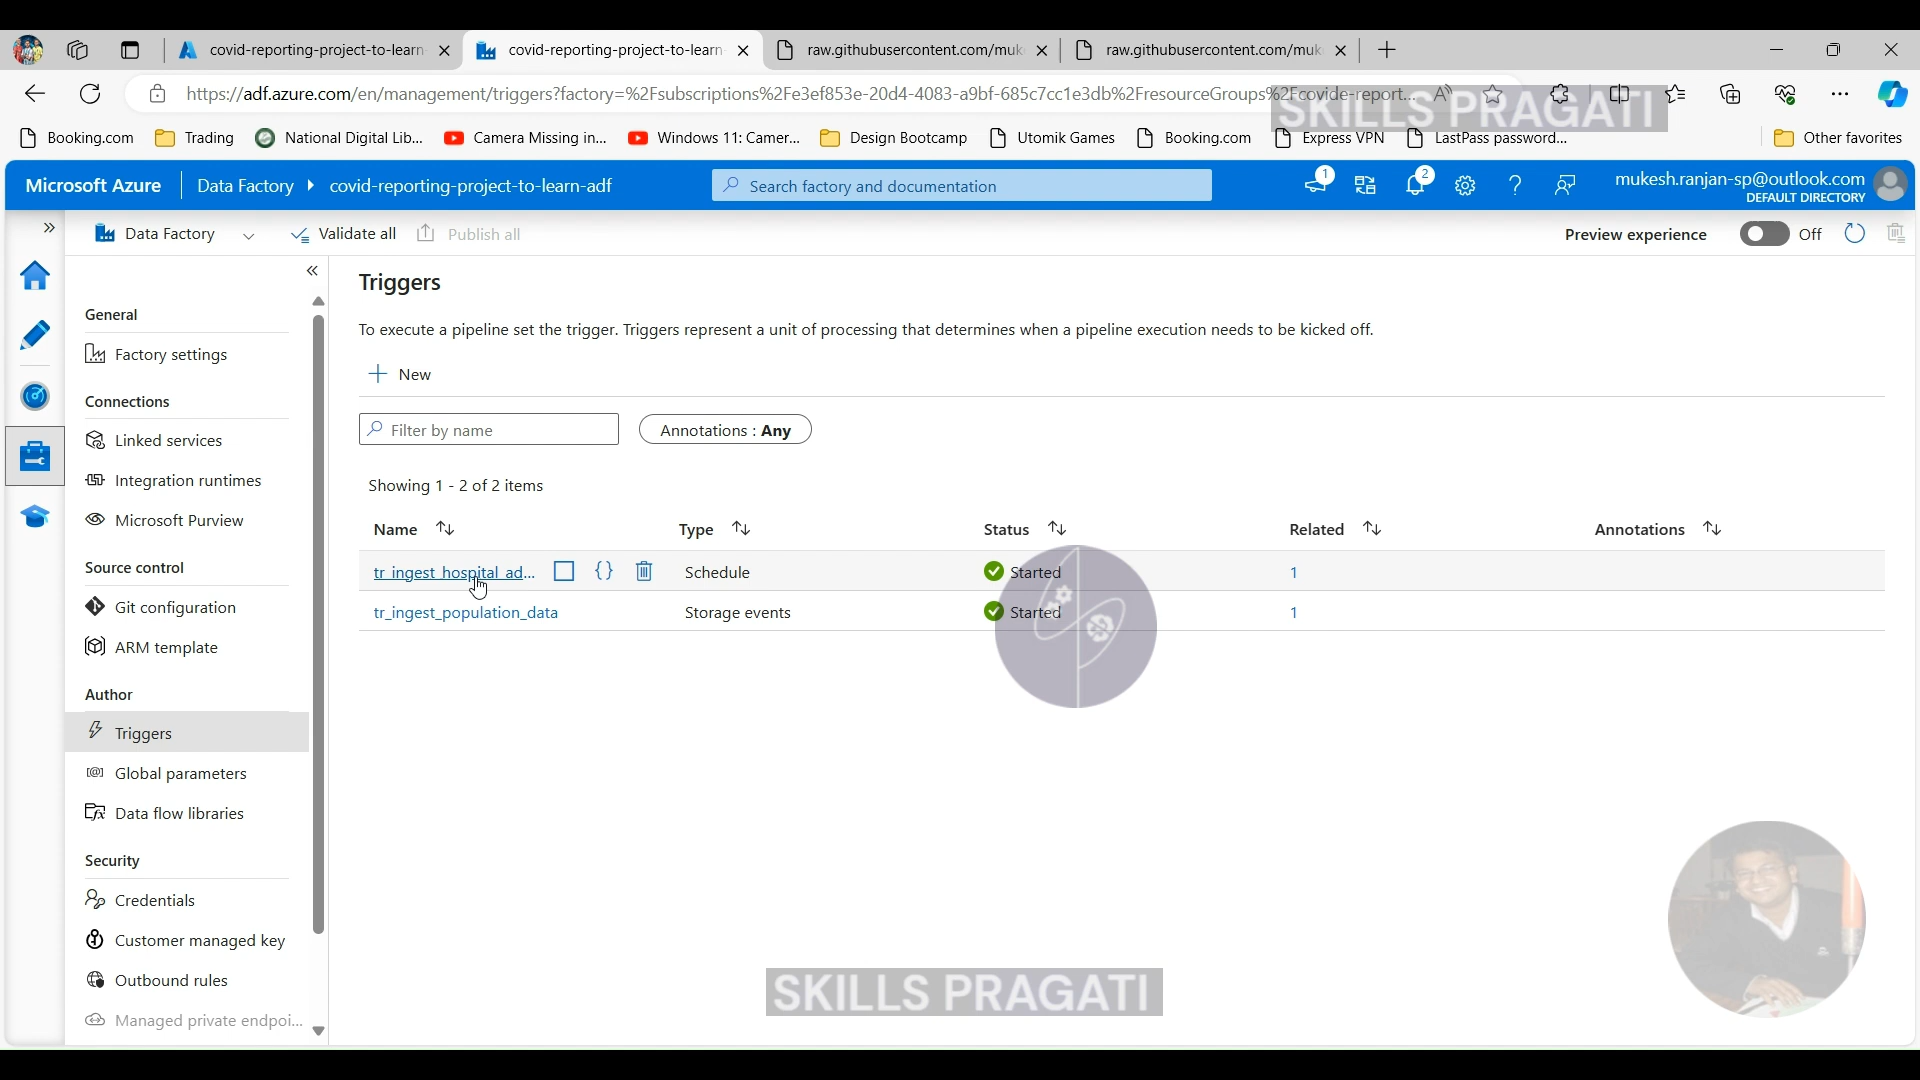 covid-reporting-project-to-learn
covid-reporting-project-to-learn
raw.githubusercontent.com/muk
raw.githubusercontent.com/muk
https://adf.azure.com/en/management/triggers?factory=%2Fsubscriptions%2Fe3ef853e-20d4-4083-a9bf-685c7cc1e3db%2FresourceGroups%2Fcovide-report...
SKILLS PRAGATI
Booking.com
Trading
National Digital Lib...
Camera Missing in...
Windows 11: Camer...
Design Bootcamp
Utomik Games
Booking.com
Express VPN
LastPass password...
Other favorites
Microsoft Azure
Data Factory
covid-reporting-project-to-learn-adf
Search factory and documentation
1
2
mukesh.ranjan-sp@outlook.com
DEFAULT DIRECTORY
Data Factory
Validate all
Publish all
Preview experience
Off
General
Factory settings
Connections
Linked services
Integration runtimes
Microsoft Purview
Source control
Git configuration
ARM template
Author
Triggers
Global parameters
Data flow libraries
Security
Credentials
Customer managed key
Outbound rules
Managed private endpoi...
Triggers
To execute a pipeline set the trigger. Triggers represent a unit of processing that determines when a pipeline execution needs to be kicked off.
New
Filter by name
Annotations : Any
Showing 1 - 2 of 2 items
Name Type Status Related Annotations
tr_ingest_hospital_ad... {} Schedule Started 1
tr_ingest_population_data Storage events Started 1
SKILLS PRAGATI